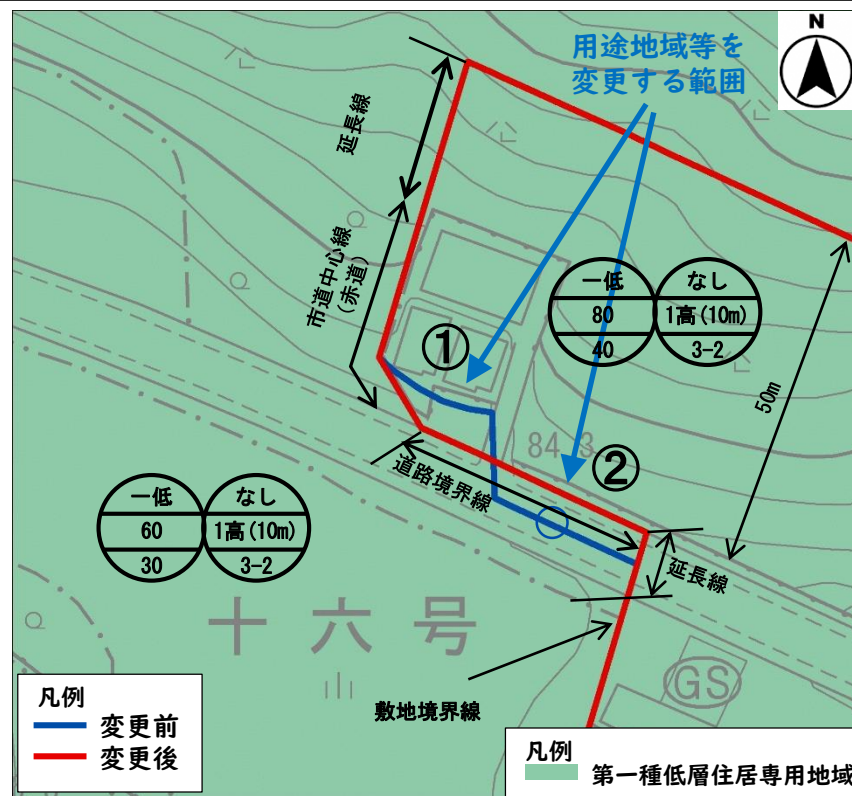 N
用途地域等を
変更する範囲
延長線
市道中心線
(赤道)
①
一低
80
40
なし
1高(10m)
3-2
50m
84.3
②
道路境界線
一低
60
30
なし
1高(10m)
3-2
延長線
十六号
敷地境界線
GS
凡例
変更前
変更後
凡例
第一種低層住居専用地域